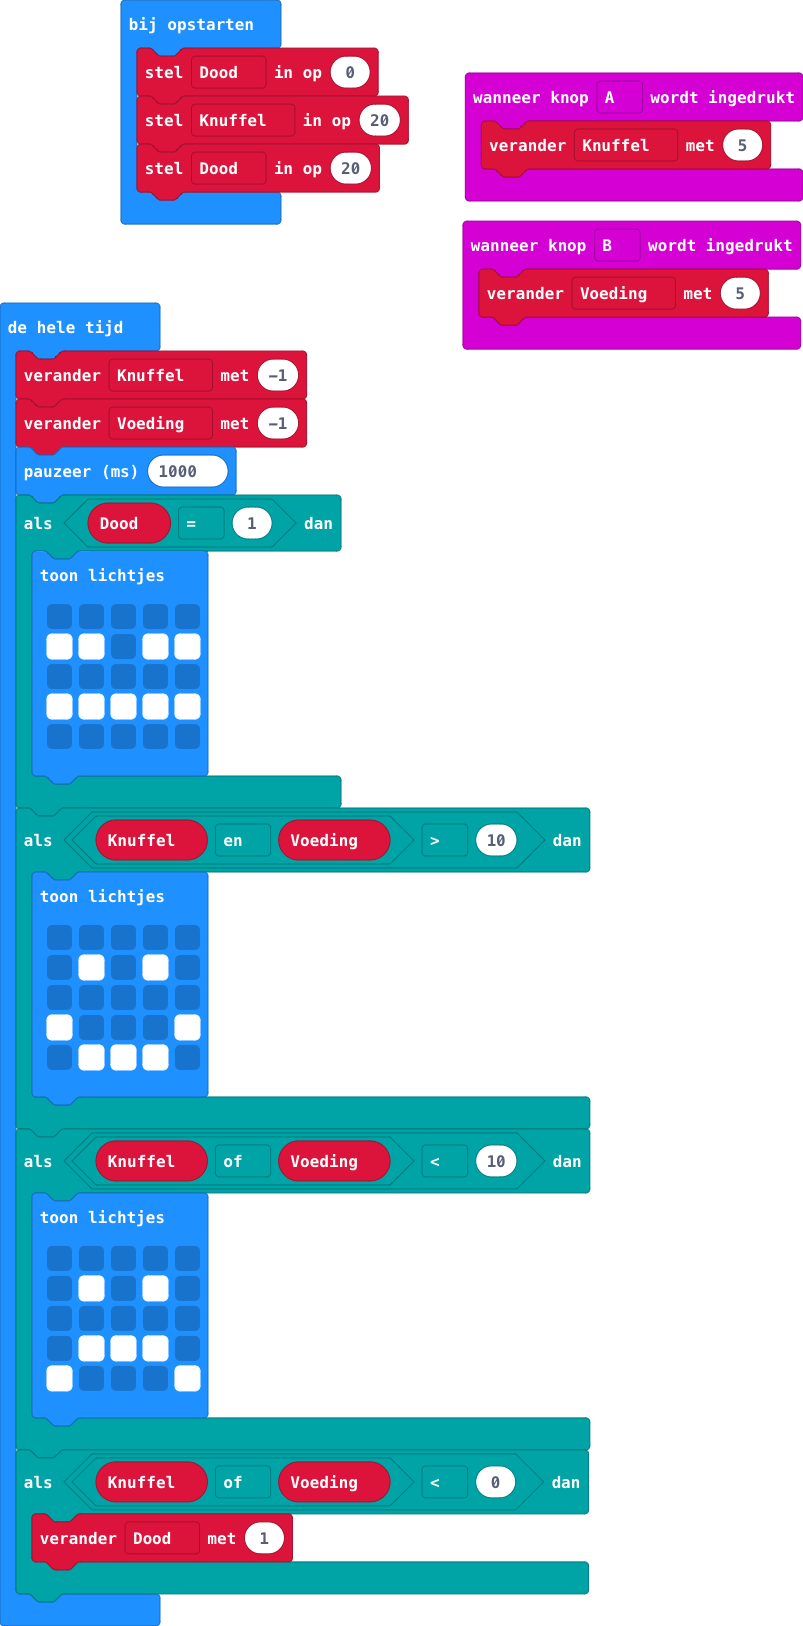 bij opstarten
stel Dood in op 0
stel Knuffel in op 20
stel Dood in op 20
wanneer knop A wordt ingedrukt
verander Knuffel met 5
wanneer knop B wordt ingedrukt
verander Voeding met 5
de hele tijd
verander Knuffel met −1
verander Voeding met −1
pauzeer (ms) 1000
als Dood = 1 dan
toon lichtjes
als Knuffel en Voeding > 10 dan
toon lichtjes
als Knuffel of Voeding < 10 dan
toon lichtjes
als Knuffel of Voeding < 0 dan
verander Dood met 1